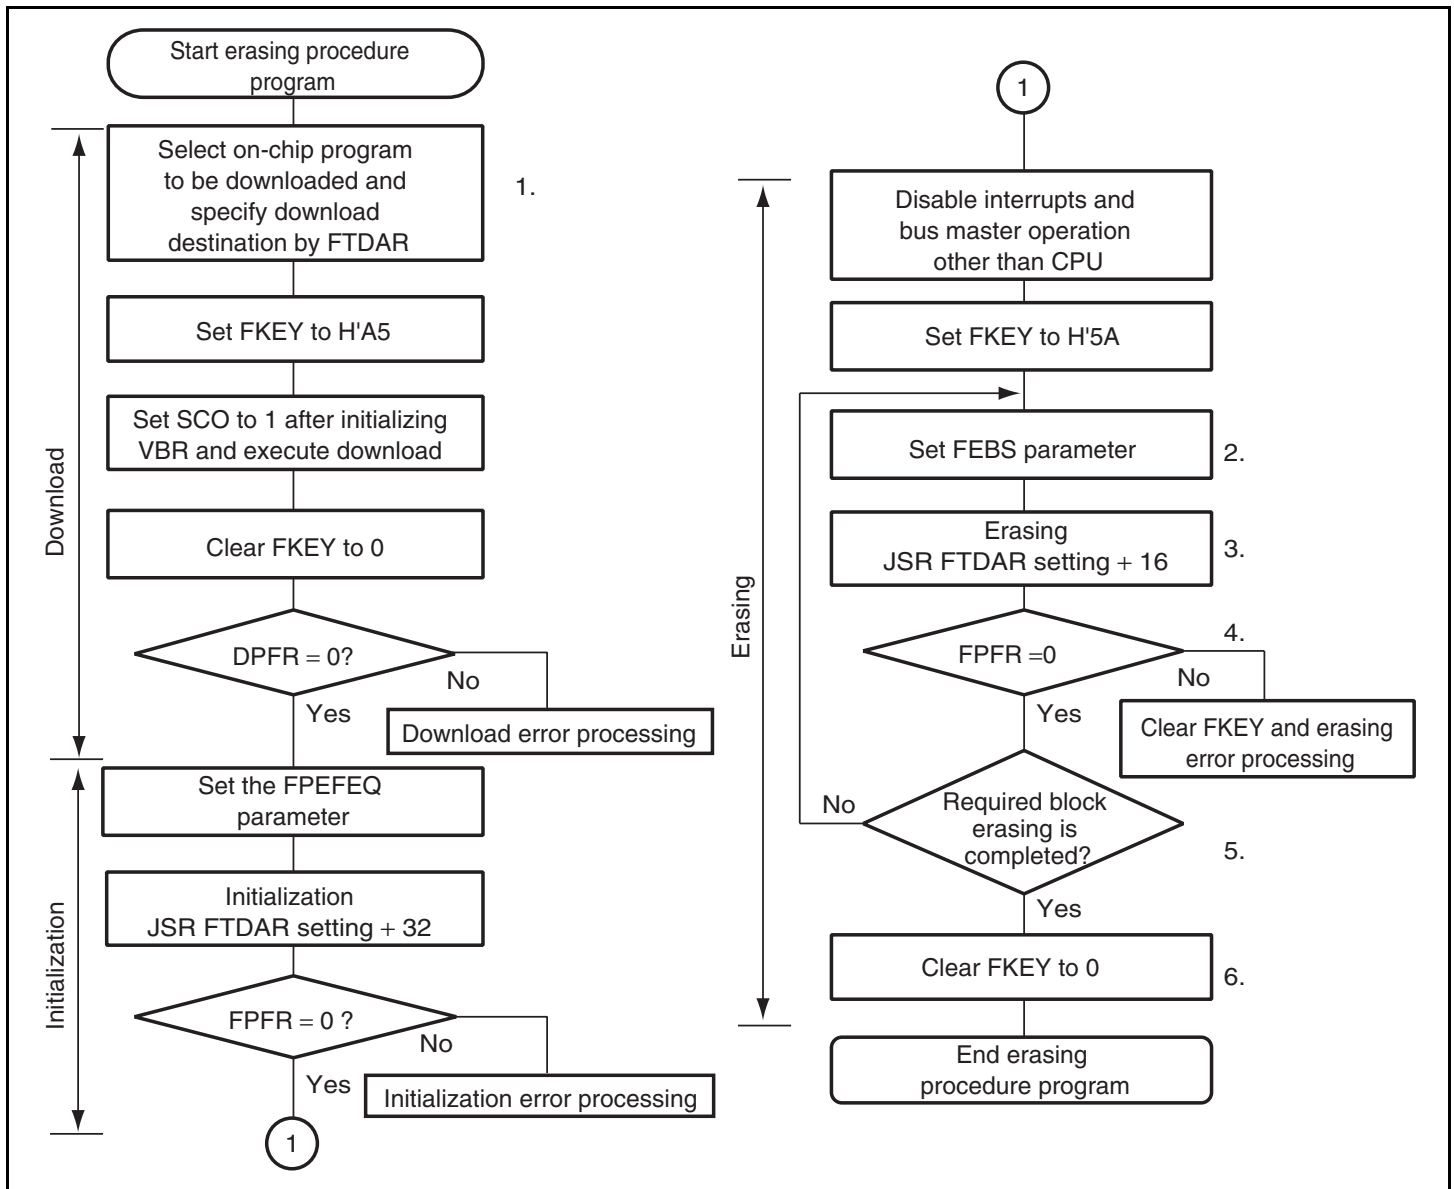 Start erasing procedure
program
Select on-chip program
to be downloaded and
specify download
destination by FTDAR
1.
Set FKEY to H'A5
Set SCO to 1 after initializing
VBR and execute download
Clear FKEY to 0
DPFR = 0?
No
Yes
Download error processing
Download
Set the FPEFEQ
parameter
Initialization
JSR FTDAR setting + 32
FPFR = 0 ?
No
Yes
Initialization error processing
Initialization
1
1
Disable interrupts and
bus master operation
other than CPU
Set FKEY to H'5A
Set FEBS parameter
2.
Erasing
JSR FTDAR setting + 16
3.
4.
FPFR =0
No
Yes
Clear FKEY and erasing
error processing
Erasing
No
Required block
erasing is
completed?
5.
Yes
Clear FKEY to 0
6.
End erasing
procedure program